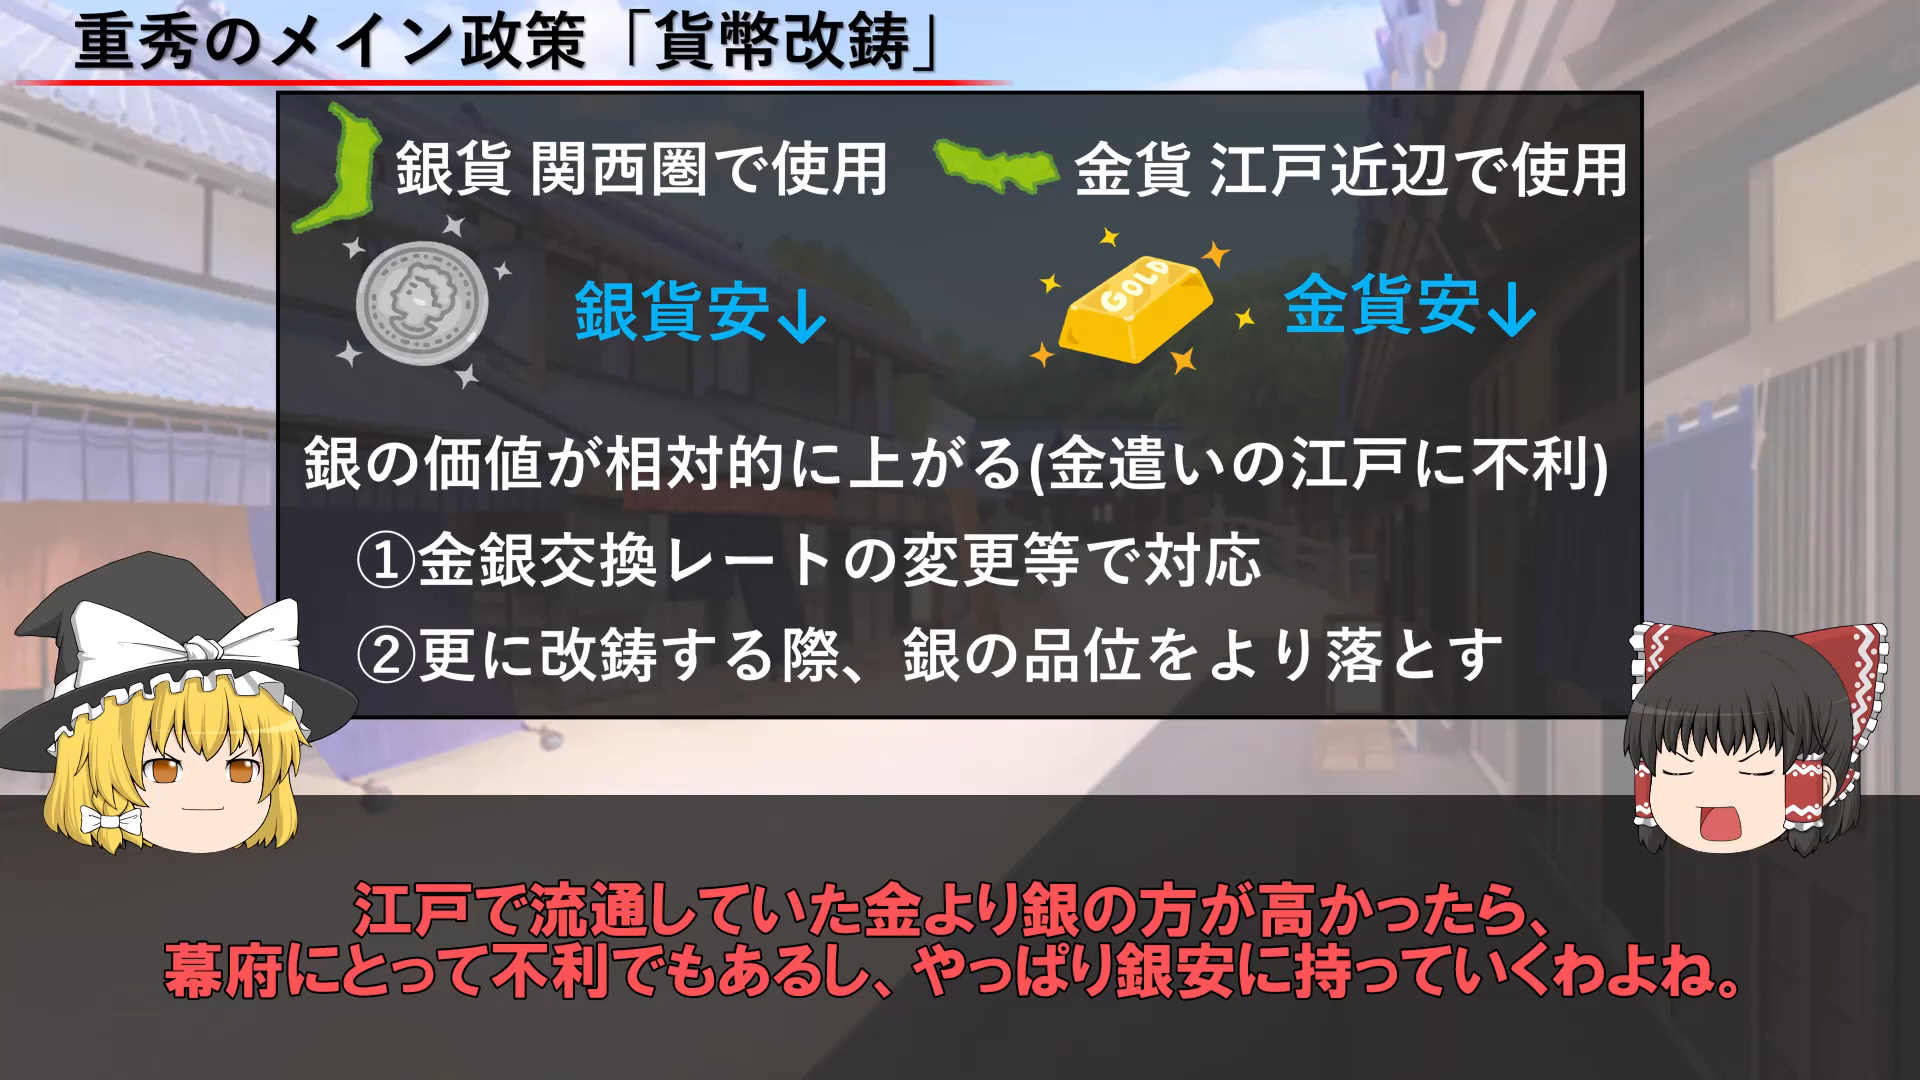 重秀のメイン政策「貨幣改鋳」
銀貨 関西圏で使用
金貨 江戸近辺で使用
GOLD
銀貨安↓
金貨安↓
銀の価値が相対的に上がる(金遣いの江戸に不利)
①金銀交換レートの変更等で対応
②更に改鋳する際、銀の品位をより落とす
江戸で流通していた金より銀の方が高かったら、
幕府にとって不利でもあるし、やっぱり銀安に持っていくわよね。